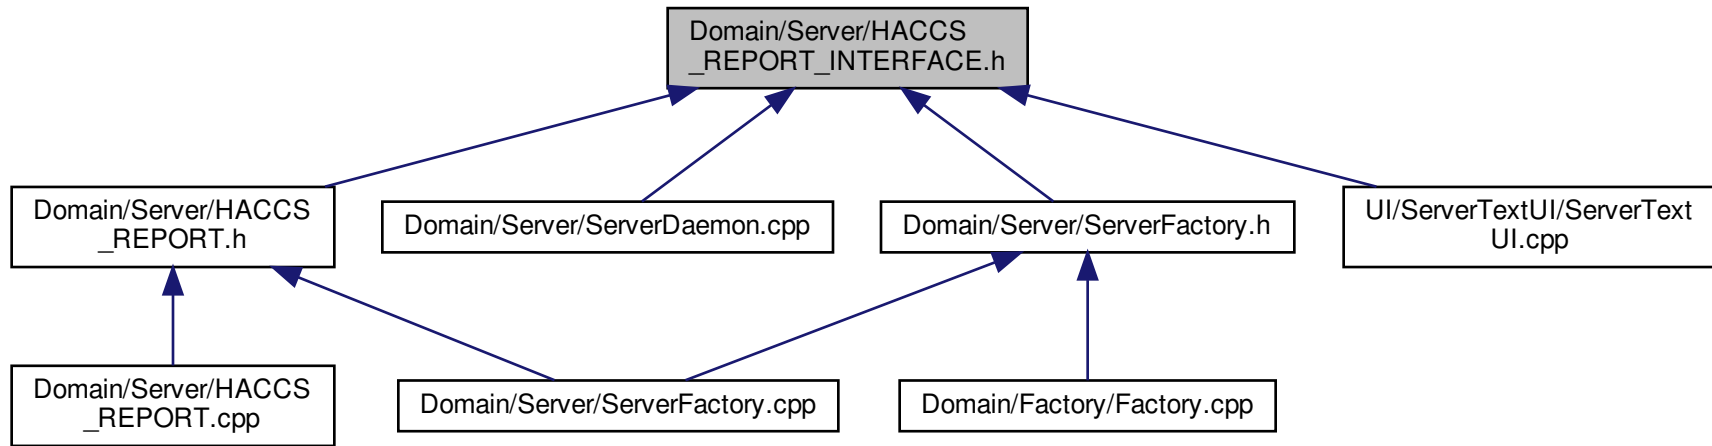 Domain/Server/HACCS
_REPORT_INTERFACE.h
Domain/Server/HACCS
_REPORT.h
Domain/Server/ServerDaemon.cpp
Domain/Server/ServerFactory.h
UI/ServerTextUI/ServerText
UI.cpp
Domain/Server/HACCS
_REPORT.cpp
Domain/Server/ServerFactory.cpp
Domain/Factory/Factory.cpp